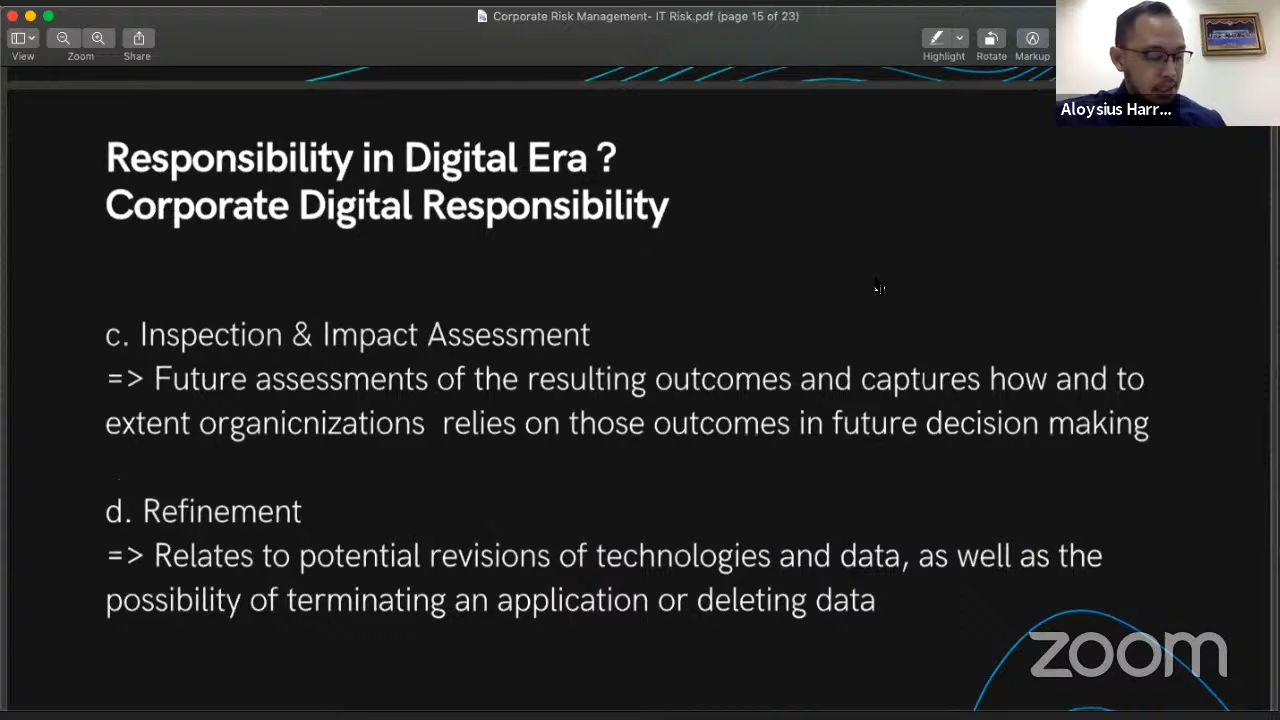 Corporate Risk Management- IT Risk.pdf (page 15 of 23)
View
Zoom
Share
Highlight
Rotate
Markup
Aloysius Harr...
Responsibility in Digital Era ?
Corporate Digital Responsibility
c. Inspection & Impact Assessment
=> Future assessments of the resulting outcomes and captures how and to
extent organicnizations relies on those outcomes in future decision making
d. Refinement
=> Relates to potential revisions of technologies and data, as well as the
possibility of terminating an application or deleting data
zoom